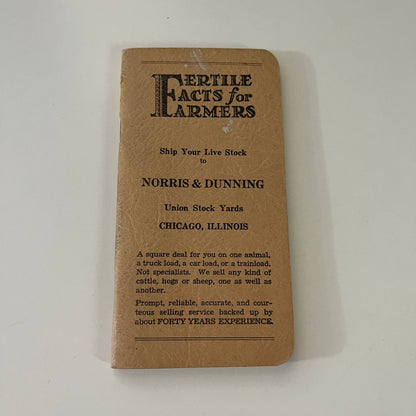 FERTILE
FACTS for
FARMERS
Ship Your Live Stock
to
NORRIS & DUNNING
Union Stock Yards
CHICAGO, ILLINOIS
A square deal for you on one animal,
a truck load, a car load, or a trainload.
Not specialists. We sell any kind of
cattle, hogs or sheep, one as well as
another.
Prompt, reliable, accurate, and cour-
teous selling service backed up by
about FORTY YEARS EXPERIENCE.